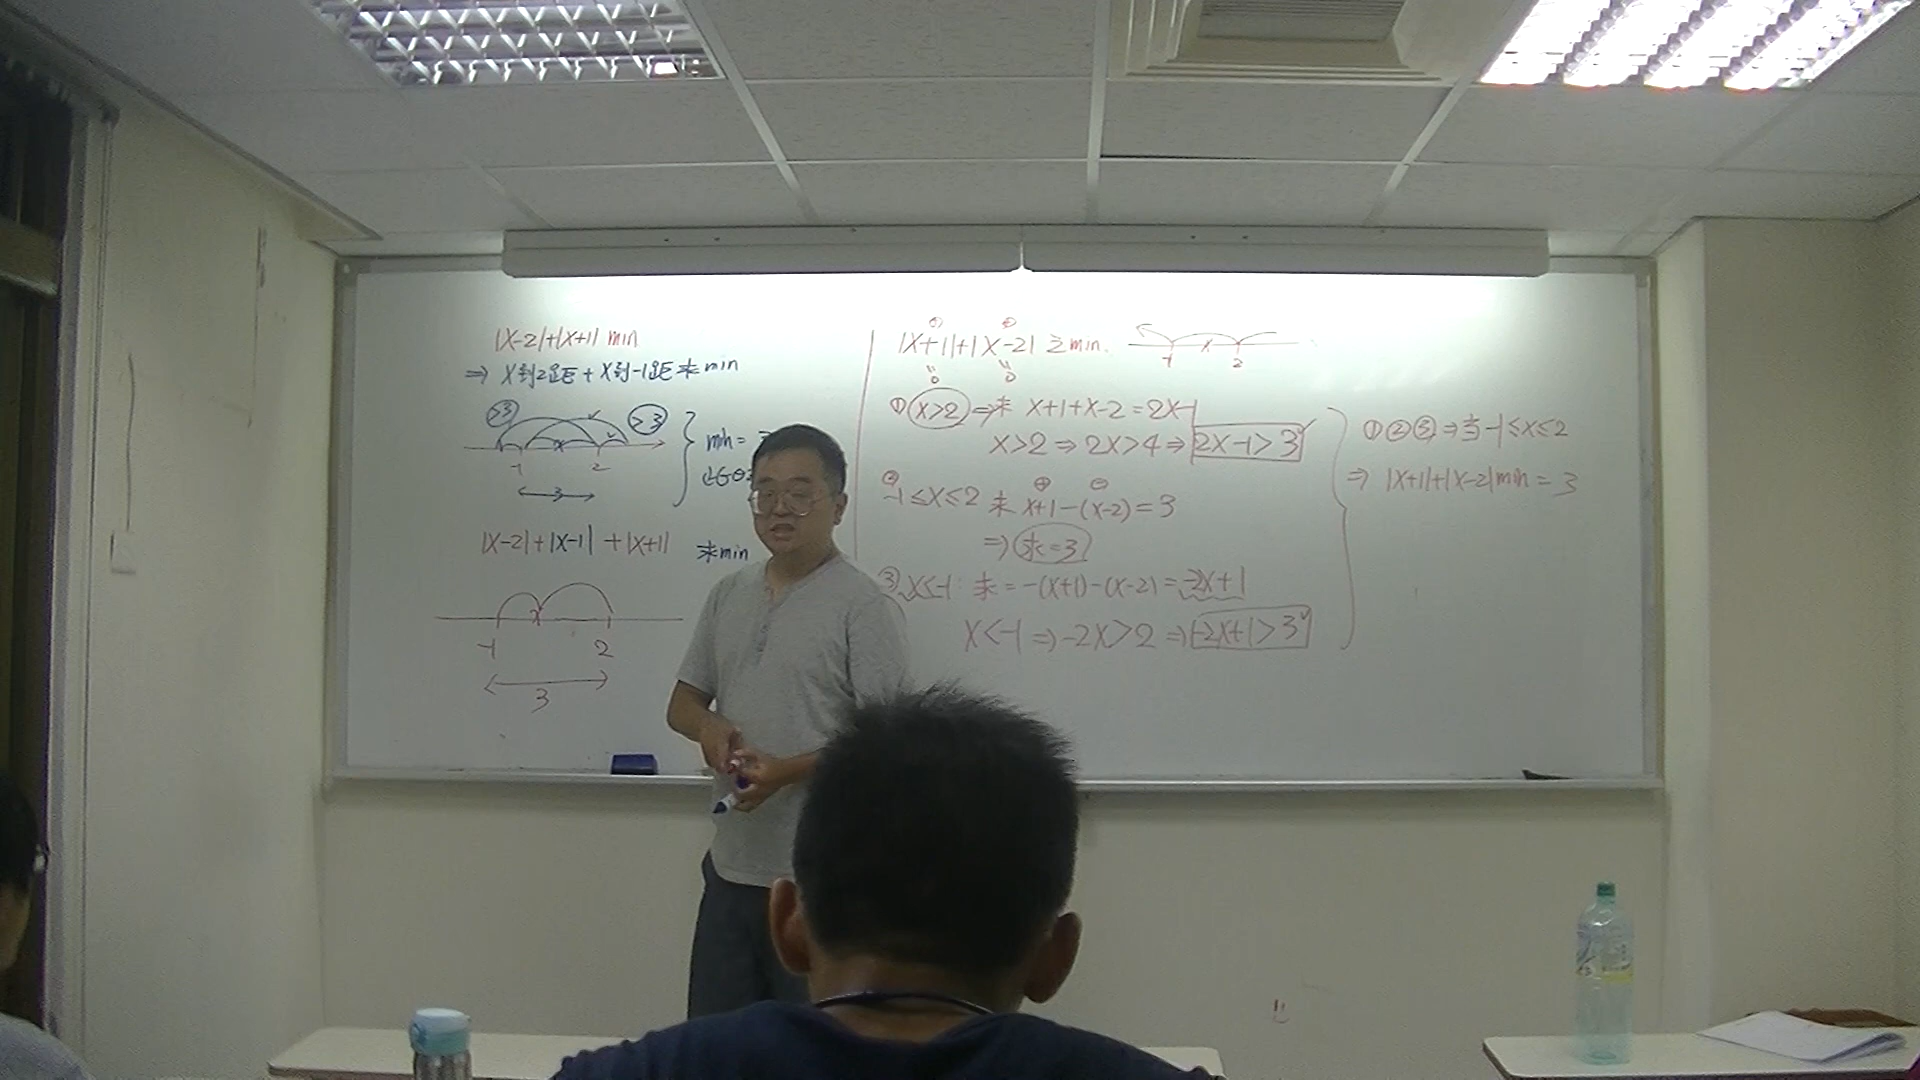 |x-2|+|x+1| min
⇒ x到2距 + x到-1距 求min
>3 >3
-1 2
3
min =
|x-2|+|x-1| +|x+1| 求min
-1 2
3
|x+1|+|x-2| 之min.
-1 2
0 0
① x>2 ⇒ 求 x+1+x-2 = 2x-1
x>2 ⇒ 2x>4 ⇒ 2x-1>3
② -1≤x≤2 求 x+1-(x-2) = 3
⇒ 求=3
③ x<-1: 求 = -(x+1)-(x-2) = -2x+1
x<-1 ⇒ -2x>2 ⇒ -2x+1>3
①②③ ⇒ 当 -1≤x≤2
⇒ |x+1|+|x-2| min = 3